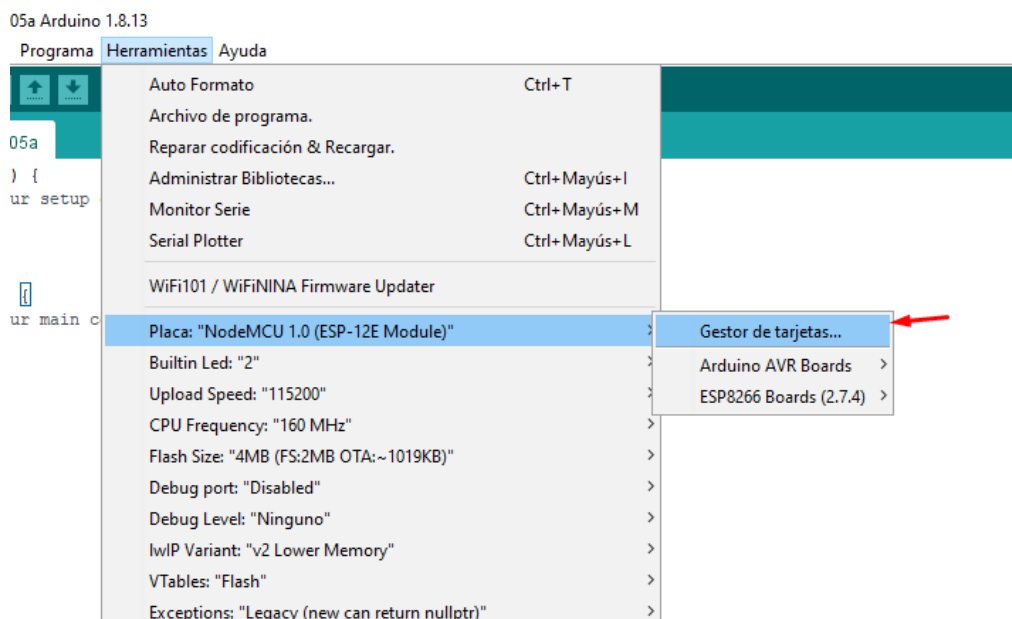 05a Arduino 1.8.13
Programa Herramientas Ayuda
05a
) {
ur setup
{
ur main c
Auto Formato Ctrl+T
Archivo de programa.
Reparar codificación & Recargar.
Administrar Bibliotecas... Ctrl+Mayús+I
Monitor Serie Ctrl+Mayús+M
Serial Plotter Ctrl+Mayús+L
WiFi101 / WiFiNINA Firmware Updater
Placa: "NodeMCU 1.0 (ESP-12E Module)"
Builtin Led: "2"
Upload Speed: "115200"
CPU Frequency: "160 MHz"
Flash Size: "4MB (FS:2MB OTA:~1019KB)"
Debug port: "Disabled"
Debug Level: "Ninguno"
lwIP Variant: "v2 Lower Memory"
VTables: "Flash"
Exceptions: "Legacy (new can return nullptr)"
Gestor de tarjetas...
Arduino AVR Boards
ESP8266 Boards (2.7.4)